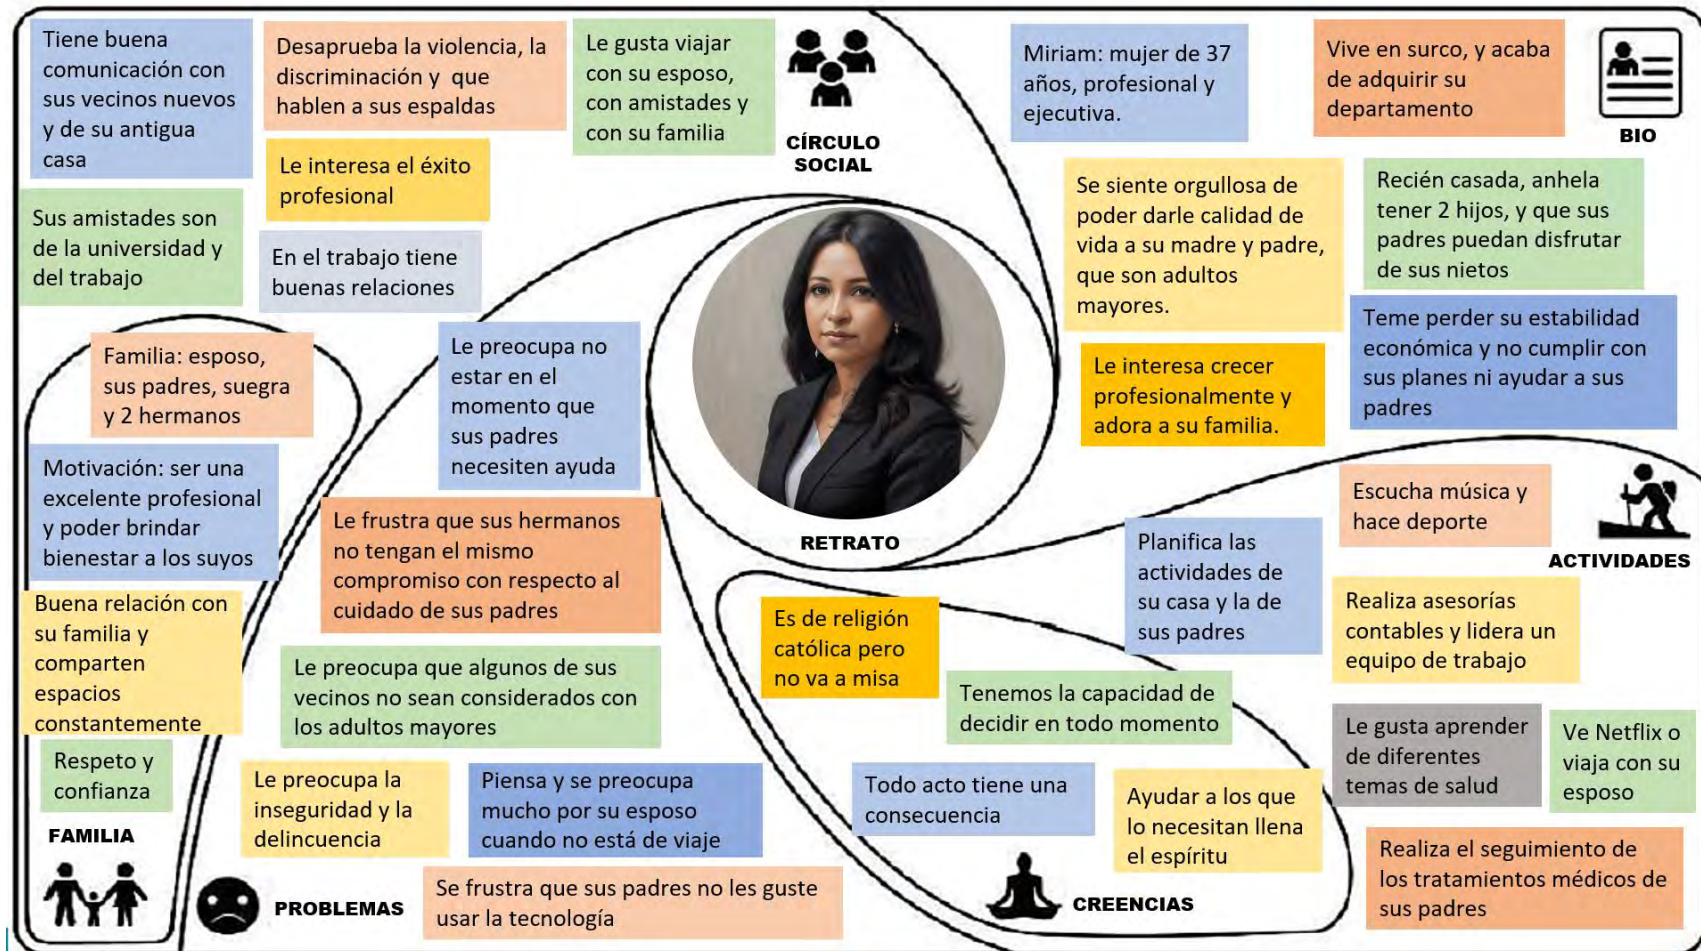 Tiene buena
comunicación con
sus vecinos nuevos
y de su antigua
casa
Desaprueba la violencia, la
discriminación y que
hablen a sus espaldas
Le gusta viajar
con su esposo,
con amistades y
con su familia
CÍRCULO
SOCIAL
Le interesa el éxito
profesional
Sus amistades son
de la universidad y
del trabajo
En el trabajo tiene
buenas relaciones
Miriam: mujer de 37
años, profesional y
ejecutiva.
Vive en surco, y acaba
de adquirir su
departamento
BIO
Se siente orgullosa de
poder darle calidad de
vida a su madre y padre,
que son adultos
mayores.
Recién casada, anhela
tener 2 hijos, y que sus
padres puedan disfrutar
de sus nietos
Le interesa crecer
profesionalmente y
adora a su familia.
Teme perder su estabilidad
económica y no cumplir con
sus planes ni ayudar a sus
padres
RETRATO
Familia: esposo,
sus padres, suegra
y 2 hermanos
Motivación: ser una
excelente profesional
y poder brindar
bienestar a los suyos
Buena relación con
su familia y
comparten
espacios
constantemente
Respeto y
confianza
FAMILIA
Le preocupa no
estar en el
momento que
sus padres
necesiten ayuda
Le frustra que sus hermanos
no tengan el mismo
compromiso con respecto al
cuidado de sus padres
Le preocupa que algunos de sus
vecinos no sean considerados con
los adultos mayores
Le preocupa la
inseguridad y la
delincuencia
Piensa y se preocupa
mucho por su esposo
cuando no está de viaje
Se frustra que sus padres no les guste
usar la tecnología
PROBLEMAS
Es de religión
católica pero
no va a misa
Tenemos la capacidad de
decidir en todo momento
Todo acto tiene una
consecuencia
Ayudar a los que
lo necesitan llena
el espíritu
CREENCIAS
Escucha música y
hace deporte
ACTIVIDADES
Planifica las
actividades de
su casa y la de
sus padres
Realiza asesorías
contables y lidera un
equipo de trabajo
Le gusta aprender
de diferentes
temas de salud
Ve Netflix o
viaja con su
esposo
Realiza el seguimiento de
los tratamientos médicos de
sus padres